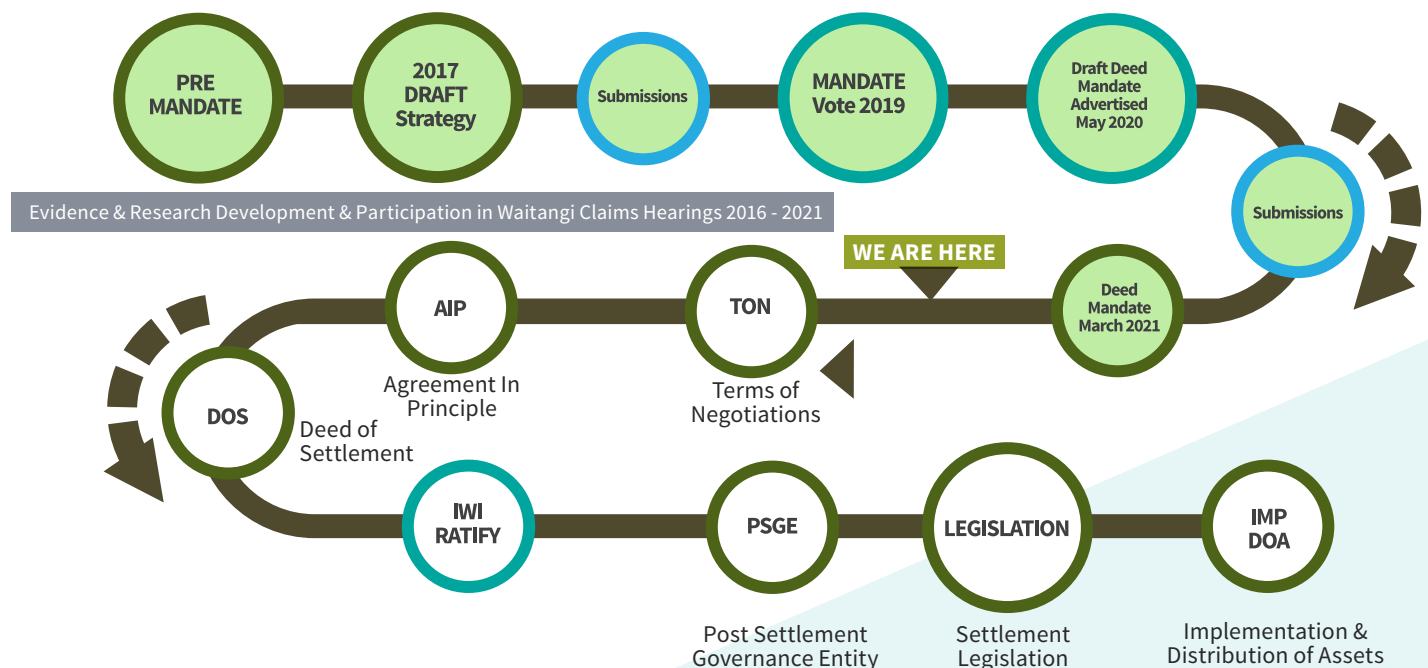 PRE
MANDATE
2017
DRAFT
Strategy
Submissions
MANDATE
Vote 2019
Draft Deed
Mandate
Advertised
May 2020
Submissions
Evidence & Research Development & Participation in Waitangi Claims Hearings 2016 - 2021
WE ARE HERE
Deed
Mandate
March 2021
TON
Terms of
Negotiations
AIP
Agreement In
Principle
DOS
Deed of
Settlement
IWI
RATIFY
PSGE
Post Settlement
Governance Entity
LEGISLATION
Settlement
Legislation
IMP
DOA
Implementation &
Distribution of Assets